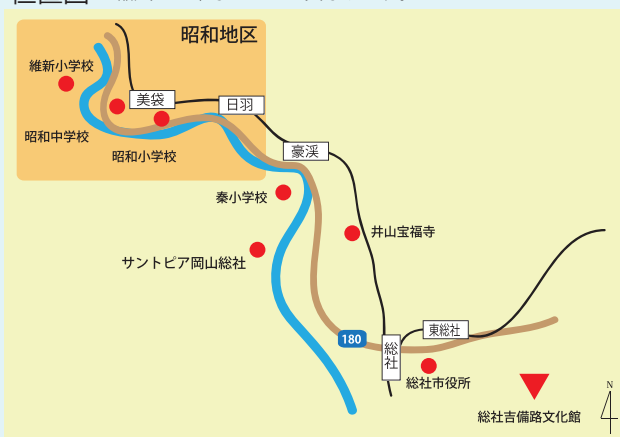 昭和地区
維新小学校
美袋
日羽
昭和中学校
昭和小学校
豪渓
秦小学校
井山宝福寺
サントピア岡山総社
180
東総社
総社
総社市役所
総社吉備路文化館
N